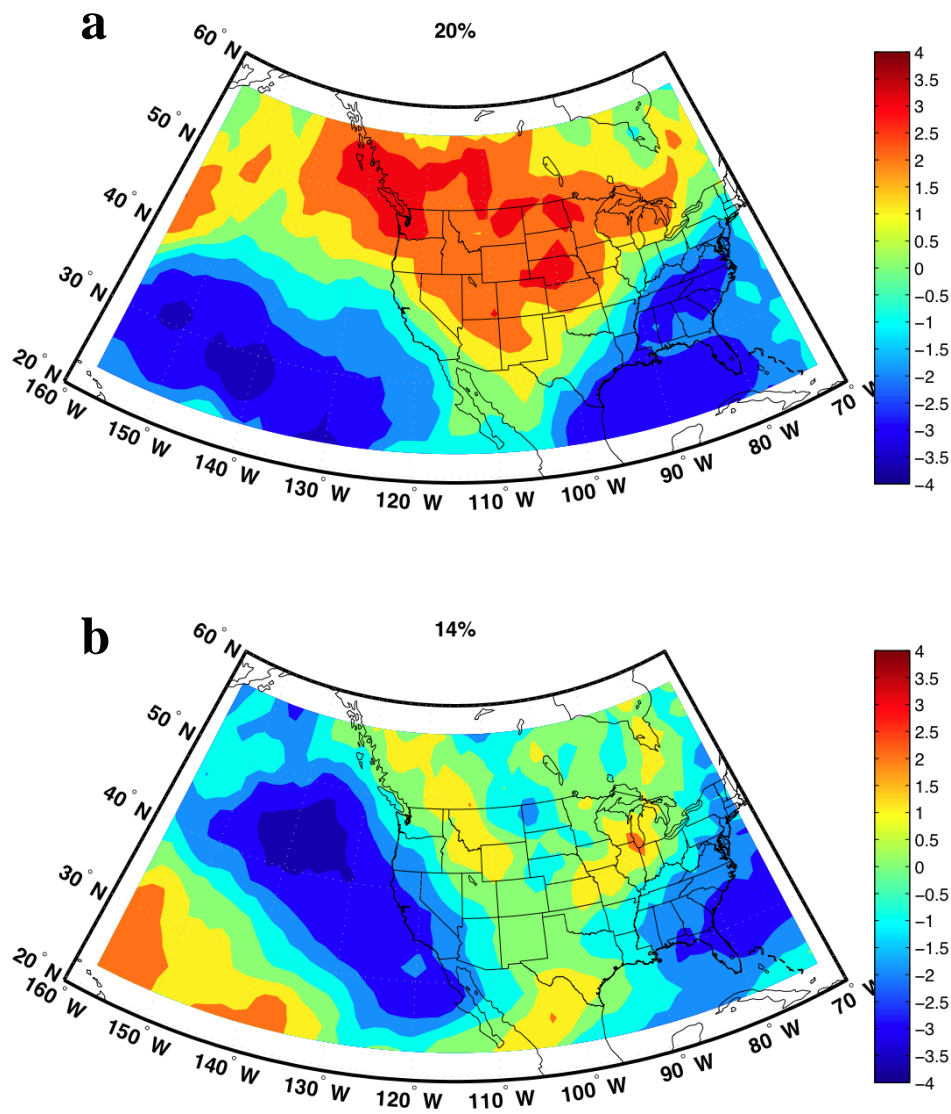 a
20%
60° N
50° N
40° N
30° N
20° N
160° W
150° W
140° W
130° W
120° W
110° W
100° W
90° W
80° W
70° W
4
3.5
3
2.5
2
1.5
1
0.5
0
−0.5
−1
−1.5
−2
−2.5
−3
−3.5
−4
b
14%
60° N
50° N
40° N
30° N
20° N
160° W
150° W
140° W
130° W
120° W
110° W
100° W
90° W
80° W
70° W
4
3.5
3
2.5
2
1.5
1
0.5
0
−0.5
−1
−1.5
−2
−2.5
−3
−3.5
−4